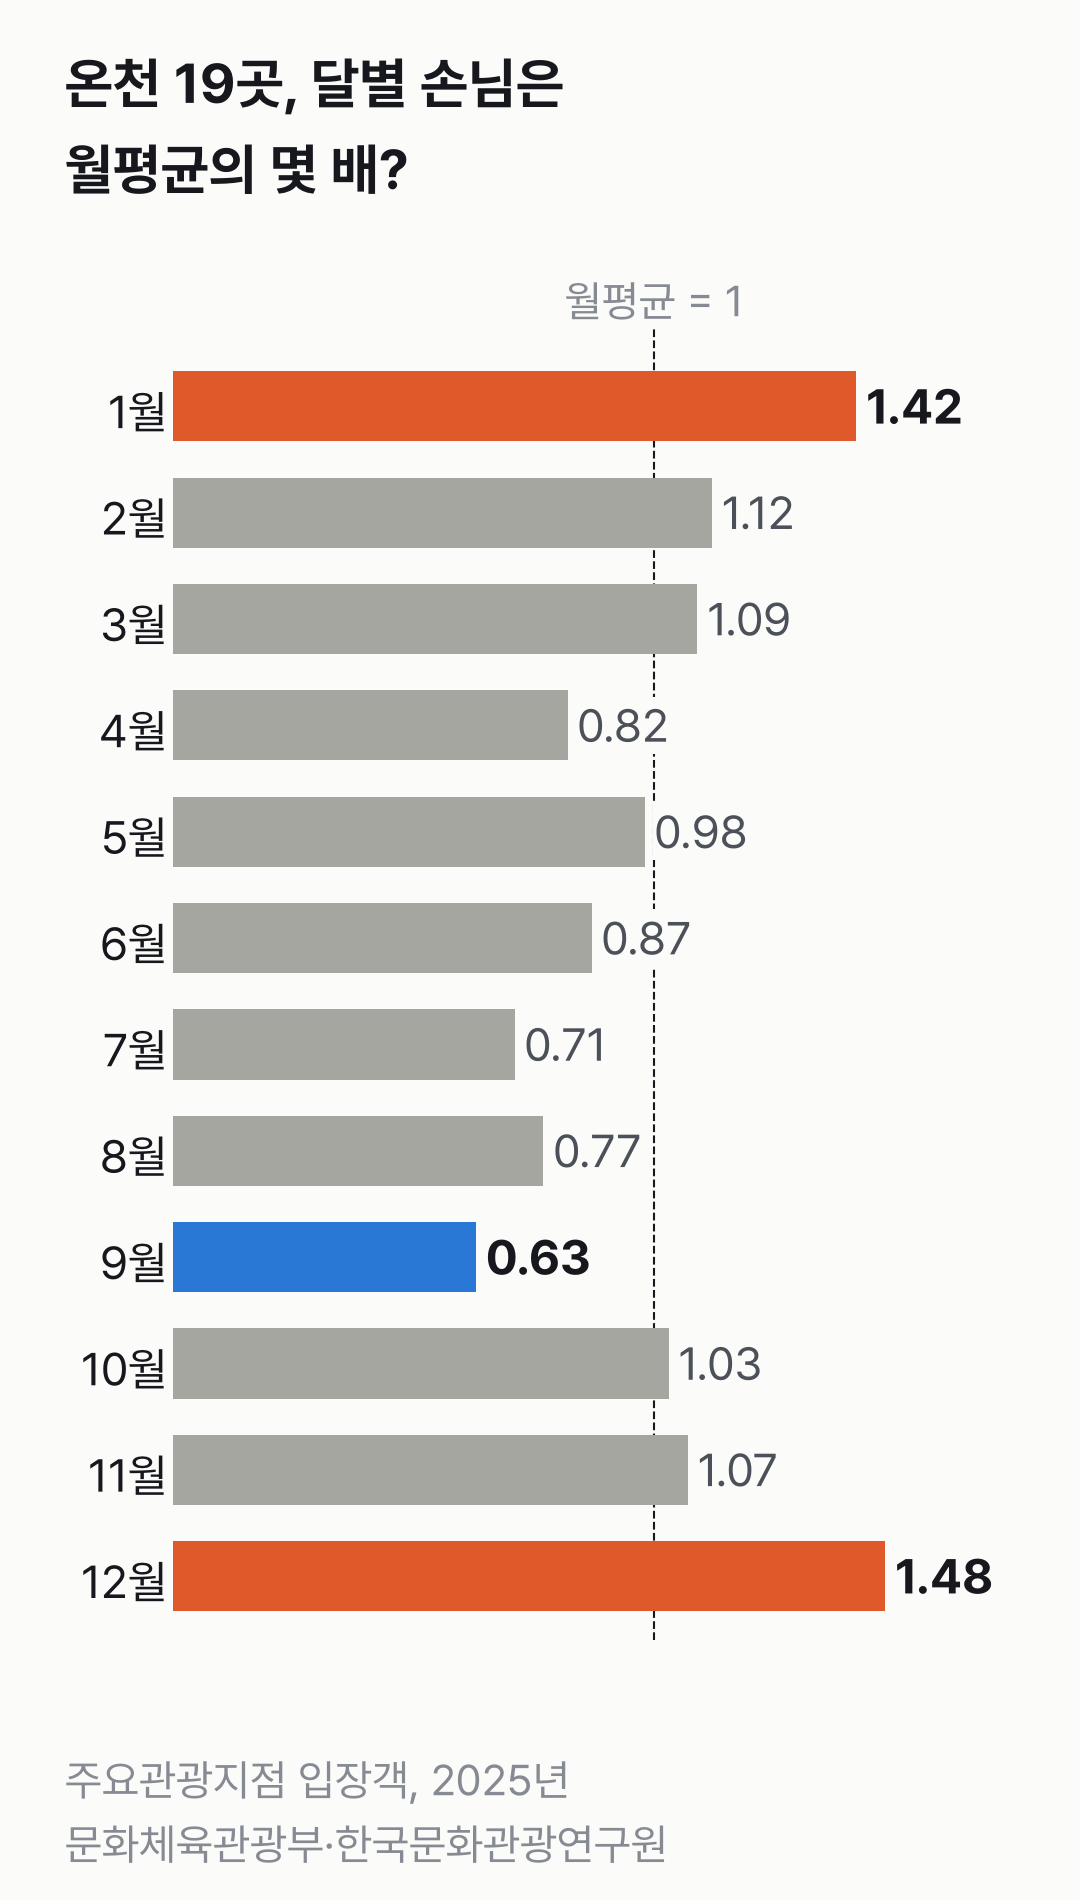 온천 19곳, 달별 손님은
월평균의 몇 배?
월평균 = 1
1월 1.42
2월 1.12
3월 1.09
4월 0.82
5월 0.98
6월 0.87
7월 0.71
8월 0.77
9월 0.63
10월 1.03
11월 1.07
12월 1.48
주요관광지점 입장객, 2025년
문화체육관광부·한국문화관광연구원